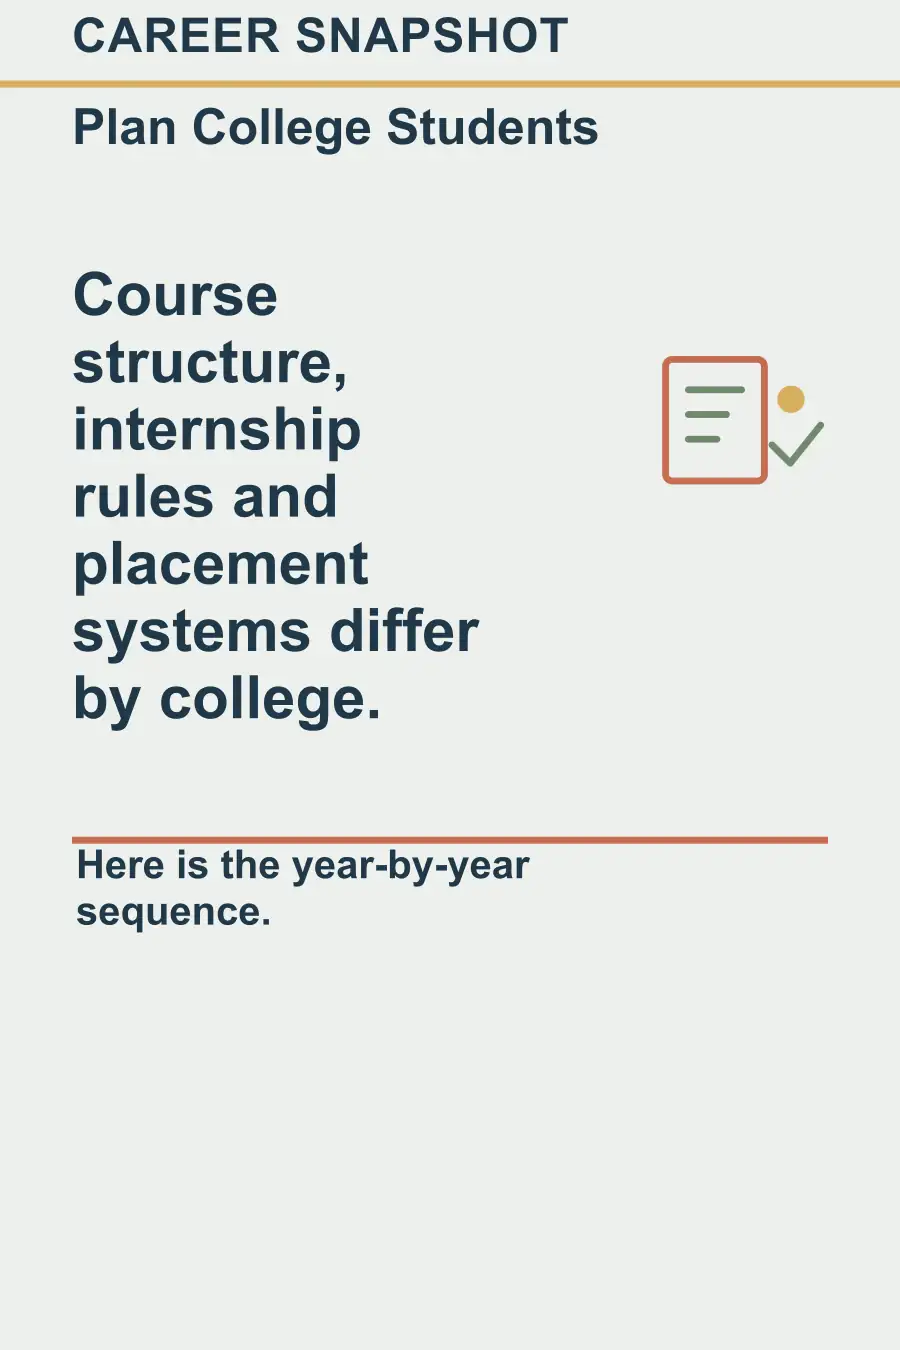 CAREER SNAPSHOT
Plan College Students
Course
structure,
internship
rules and
placement
systems differ
by college.
Here is the year-by-year
sequence.